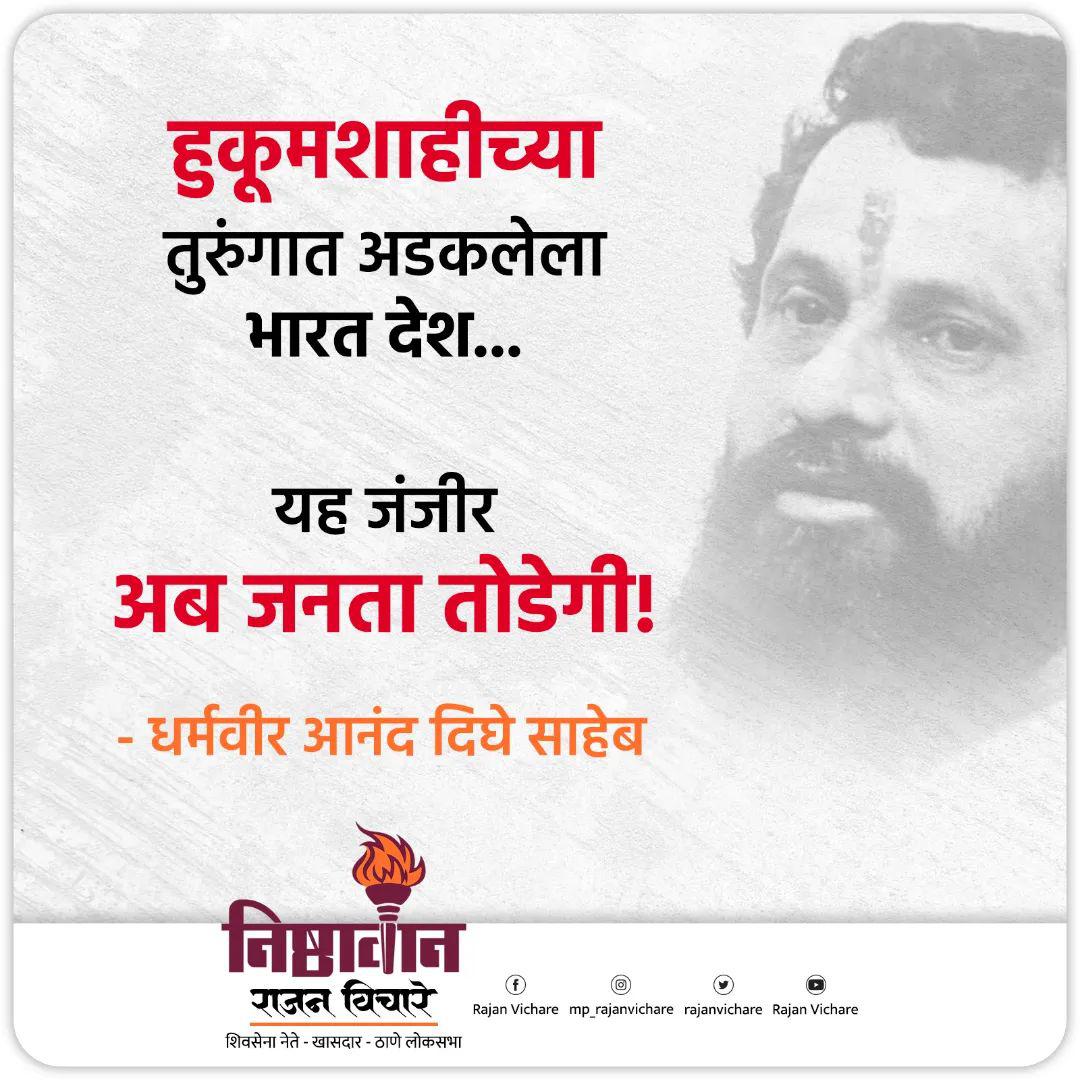 हुकूमशाहीच्या
तुरुंगात अडकलेला
भारत देश...
यह जंजीर
अब जनता तोडेगी!
- धर्मवीर आनंद दिघे साहेब
निष्ठावान
राजन विचारे
शिवसेना नेते - खासदार - ठाणे लोकसभा
Rajan Vichare mp_rajanvichare rajanvichare Rajan Vichare